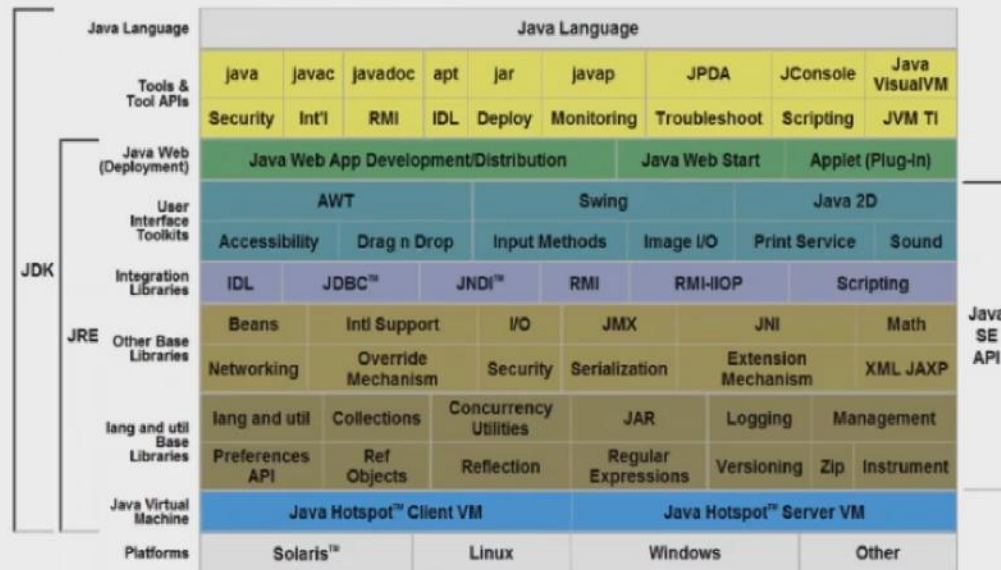 Java Language
Java Language
Tools &
Tool APIs
java javac javadoc apt jar javap JPDA JConsole Java VisualVM
Security Int'l RMI IDL Deploy Monitoring Troubleshoot Scripting JVM TI
Java Web
(Deployment)
Java Web App Development/Distribution Java Web Start Applet (Plug-In)
User
Interface
Toolkits
AWT Swing Java 2D
Accessibility Drag n Drop Input Methods Image I/O Print Service Sound
JDK
Integration
Libraries
IDL JDBC™ JNDI™ RMI RMI-IIOP Scripting
JRE
Other Base
Libraries
Beans Intl Support I/O JMX JNI Math
Networking Override Mechanism Security Serialization Extension Mechanism XML JAXP
Java
SE
API
lang and util
Base
Libraries
lang and util Collections Concurrency Utilities JAR Logging Management
Preferences API Ref Objects Reflection Regular Expressions Versioning Zip Instrument
Java Virtual
Machine
Java Hotspot™ Client VM Java Hotspot™ Server VM
Platforms
Solaris™ Linux Windows Other